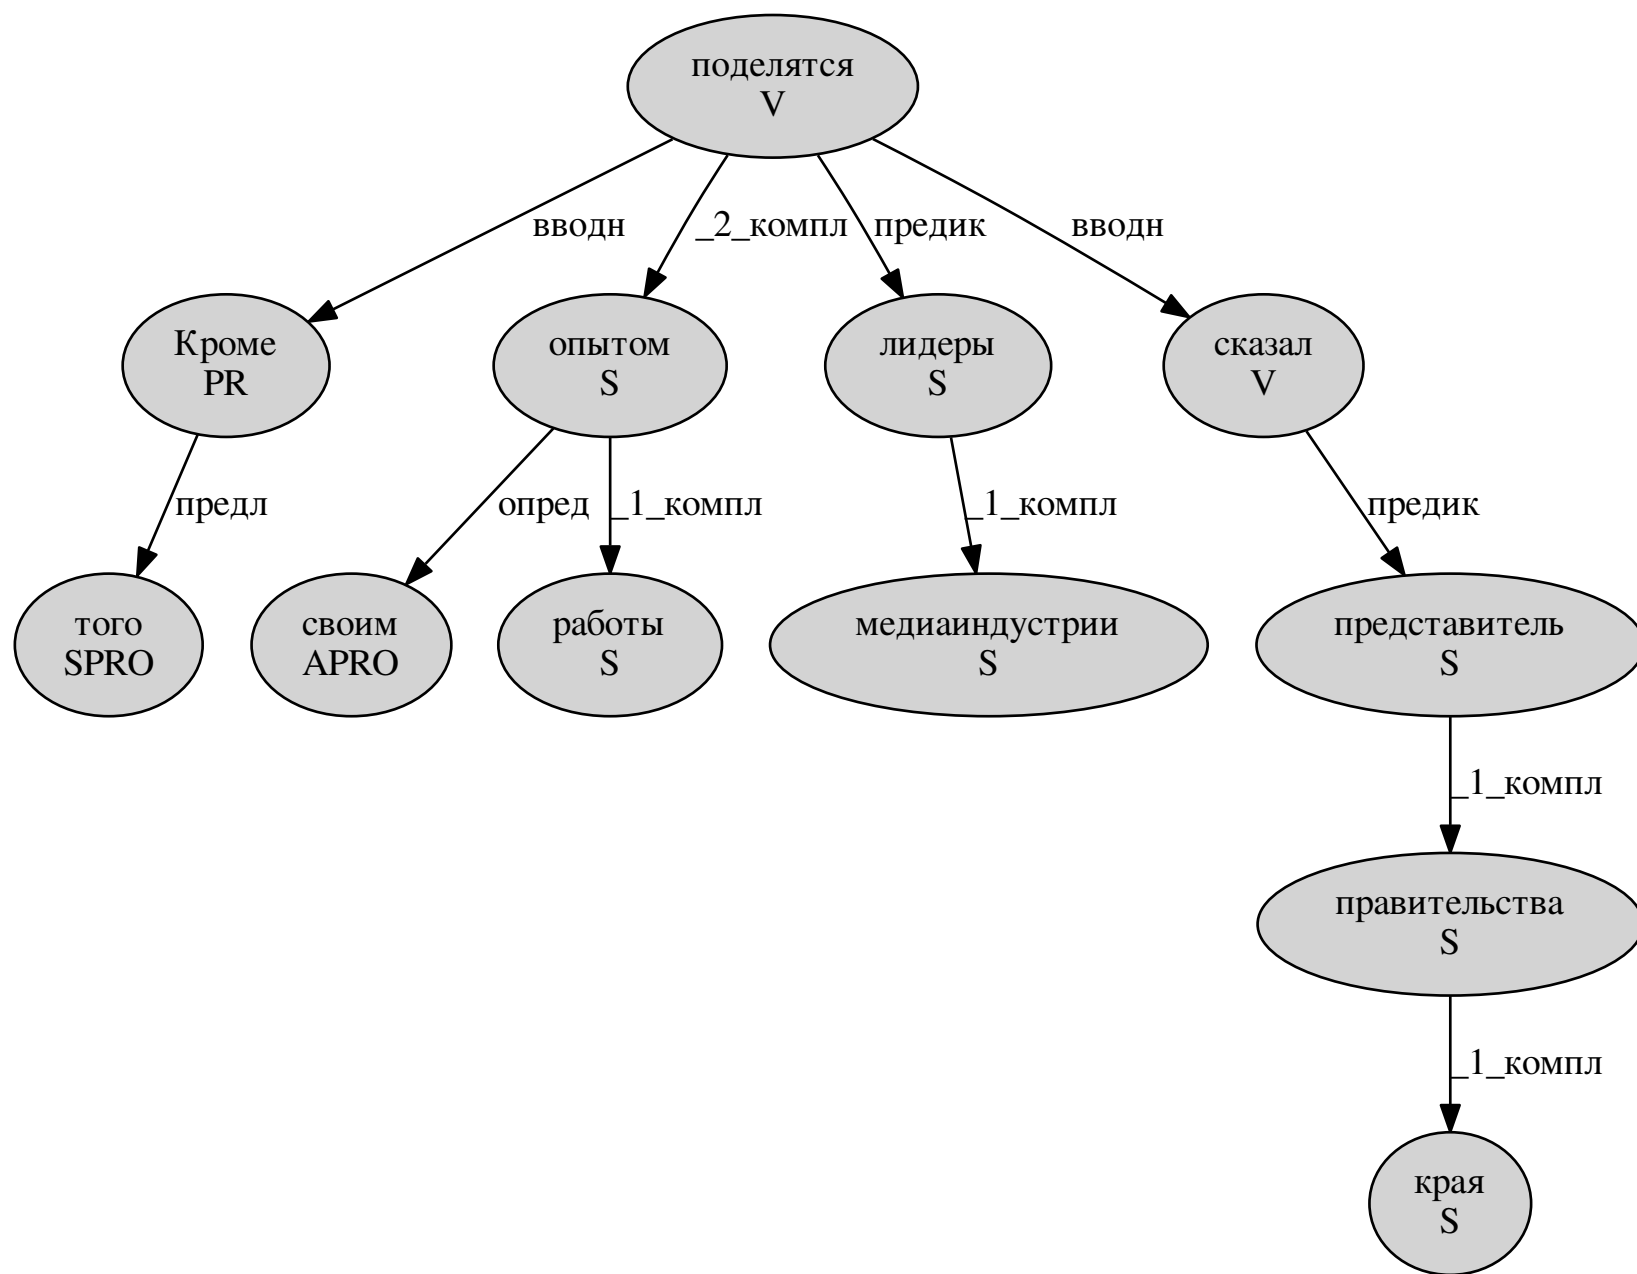 поделятся
V
вводн
_2_компл
предик
вводн
Кроме
PR
опытом
S
лидеры
S
сказал
V
предл
опред
_1_компл
_1_компл
предик
того
SPRO
своим
APRO
работы
S
медиаиндустрии
S
представитель
S
_1_компл
правительства
S
_1_компл
края
S